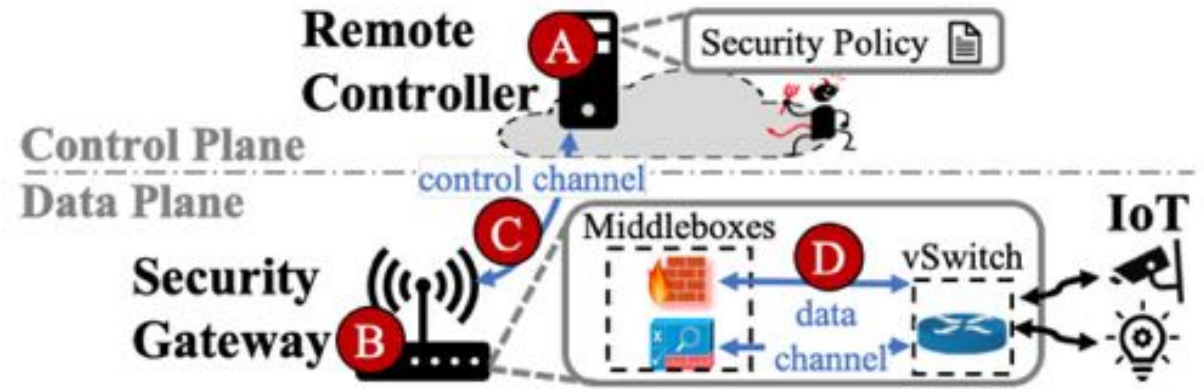 Remote
Controller
A
Security Policy
Control Plane
Data Plane
control channel
C
Security
Gateway
B
Middleboxes
D
vSwitch
data
channel
IoT